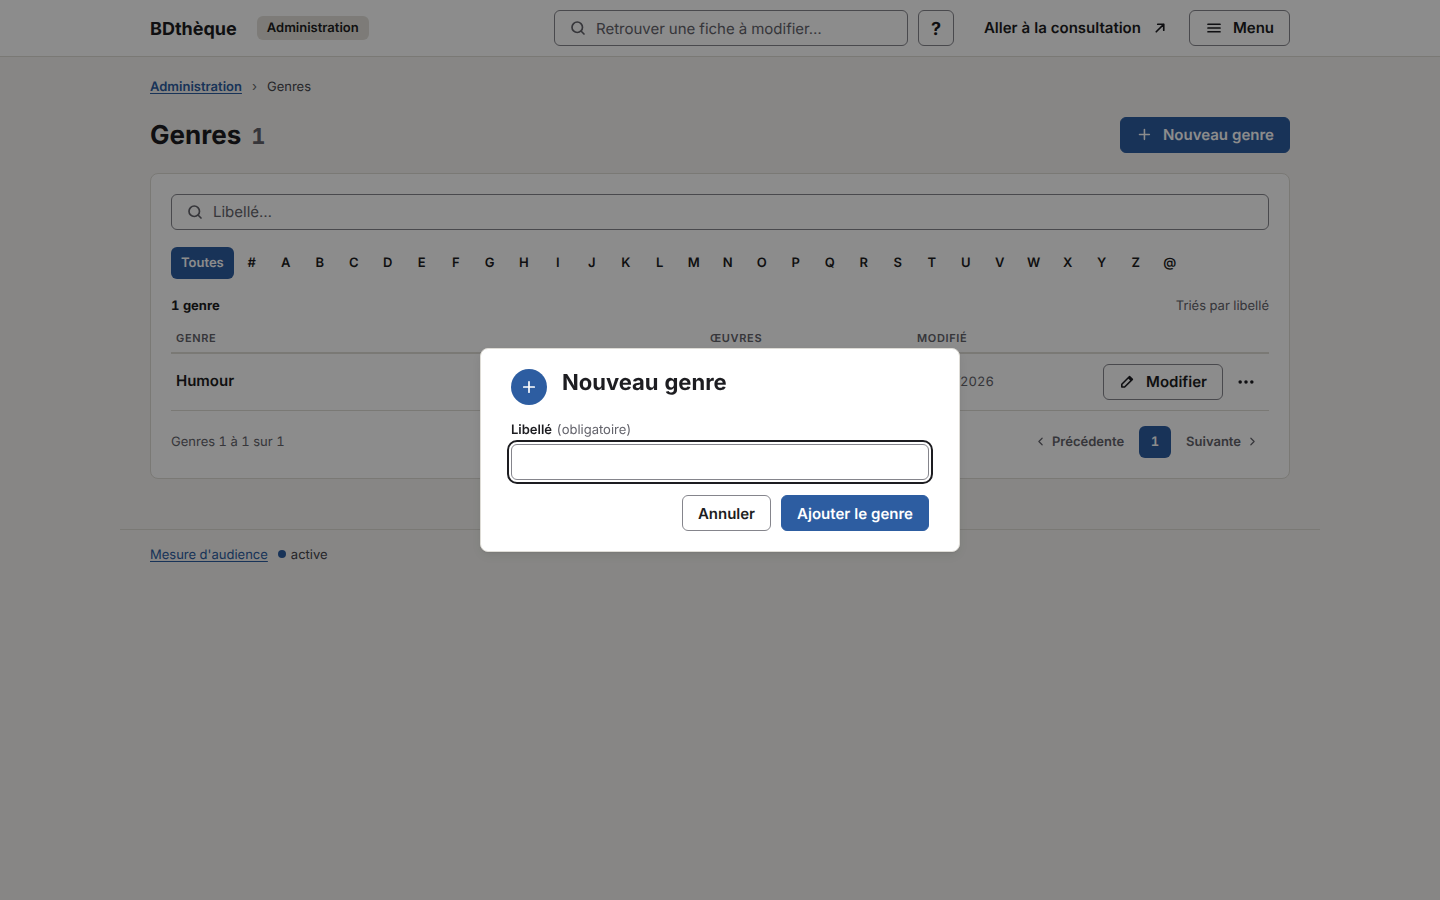 BDthèque Administration Retrouver une fiche à modifier... ? Aller à la consultation Menu
Administration › Genres
Genres 1 Nouveau genre
Libellé...
Toutes # A B C D E F G H I J K L M N O P Q R S T U V W X Y Z @
1 genre Triés par libellé
GENRE ŒUVRES MODIFIÉ
Humour 2026 Modifier
Nouveau genre
Libellé (obligatoire)
Annuler Ajouter le genre
Genres 1 à 1 sur 1 Précédente 1 Suivante
Mesure d'audience active